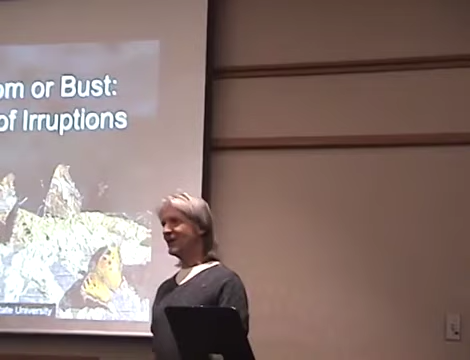 om or Bust:
of Irruptions
tate University